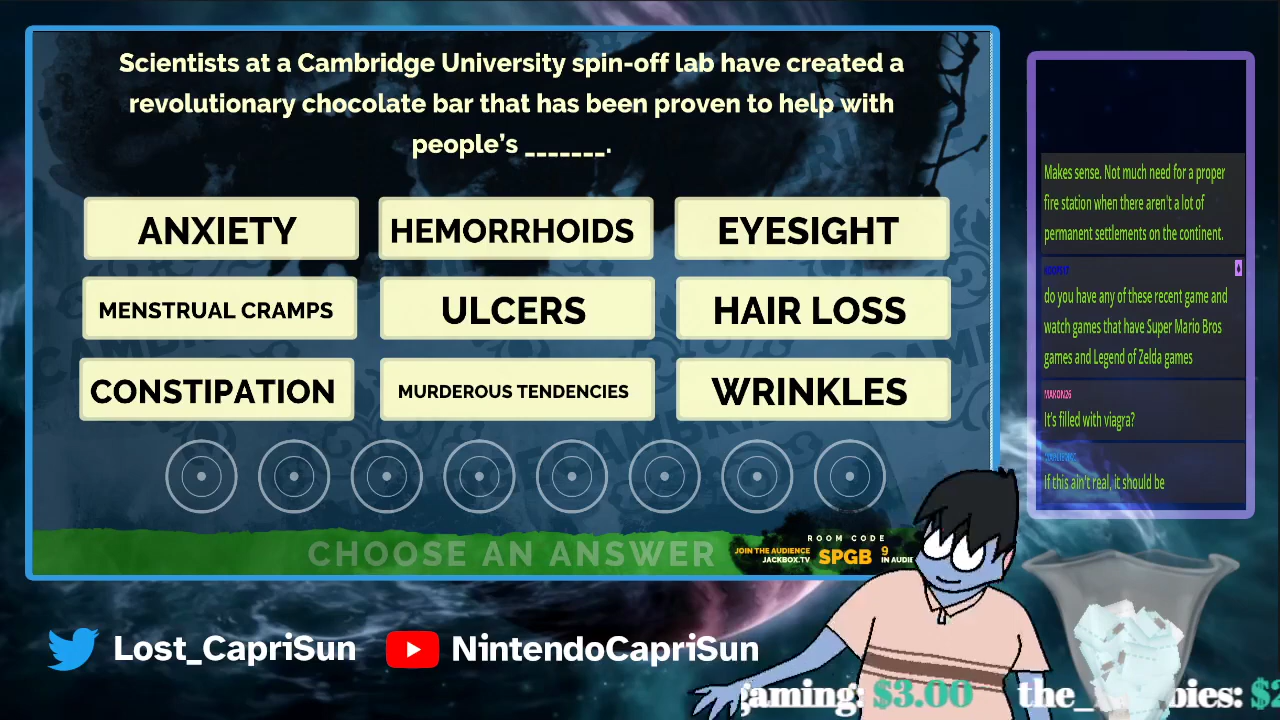 Scientists at a Cambridge University spin-off lab have created a
revolutionary chocolate bar that has been proven to help with
people's _______.
ANXIETY
HEMORRHOIDS
EYESIGHT
MENSTRUAL CRAMPS
ULCERS
HAIR LOSS
CONSTIPATION
MURDEROUS TENDENCIES
WRINKLES
CHOOSE AN ANSWER
JOIN THE AUDIENCE
JACKBOX.TV
ROOM CODE
SPGB
9
IN AUDIE
Makes sense. Not much need for a proper
fire station when there aren't a lot of
permanent settlements on the continent.
do you have any of these recent game and
watch games that have Super Mario Bros
games and Legend of Zelda games
MAKON26
It's filled with viagra?
If this ain't real, it should be
Lost_CapriSun
NintendoCapriSun
gaming: $3.00